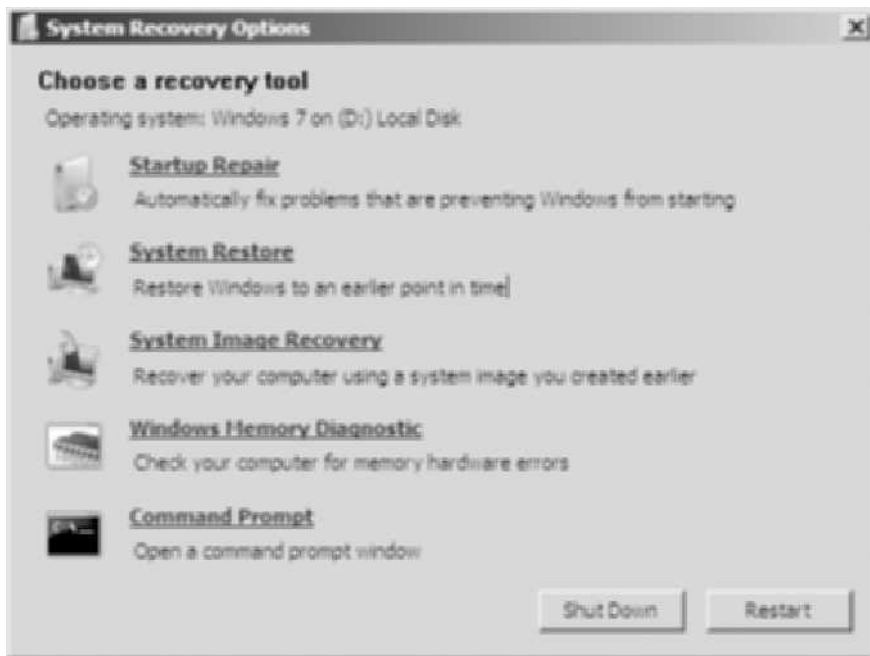 System Recovery Options
Choose a recovery tool
Operating system: Windows 7 on (D:) Local Disk
Startup Repair
Automatically fix problems that are preventing Windows from starting
System Restore
Restore Windows to an earlier point in time
System Image Recovery
Recover your computer using a system image you created earlier
Windows Memory Diagnostic
Check your computer for memory hardware errors
Command Prompt
Open a command prompt window
Shut Down
Restart